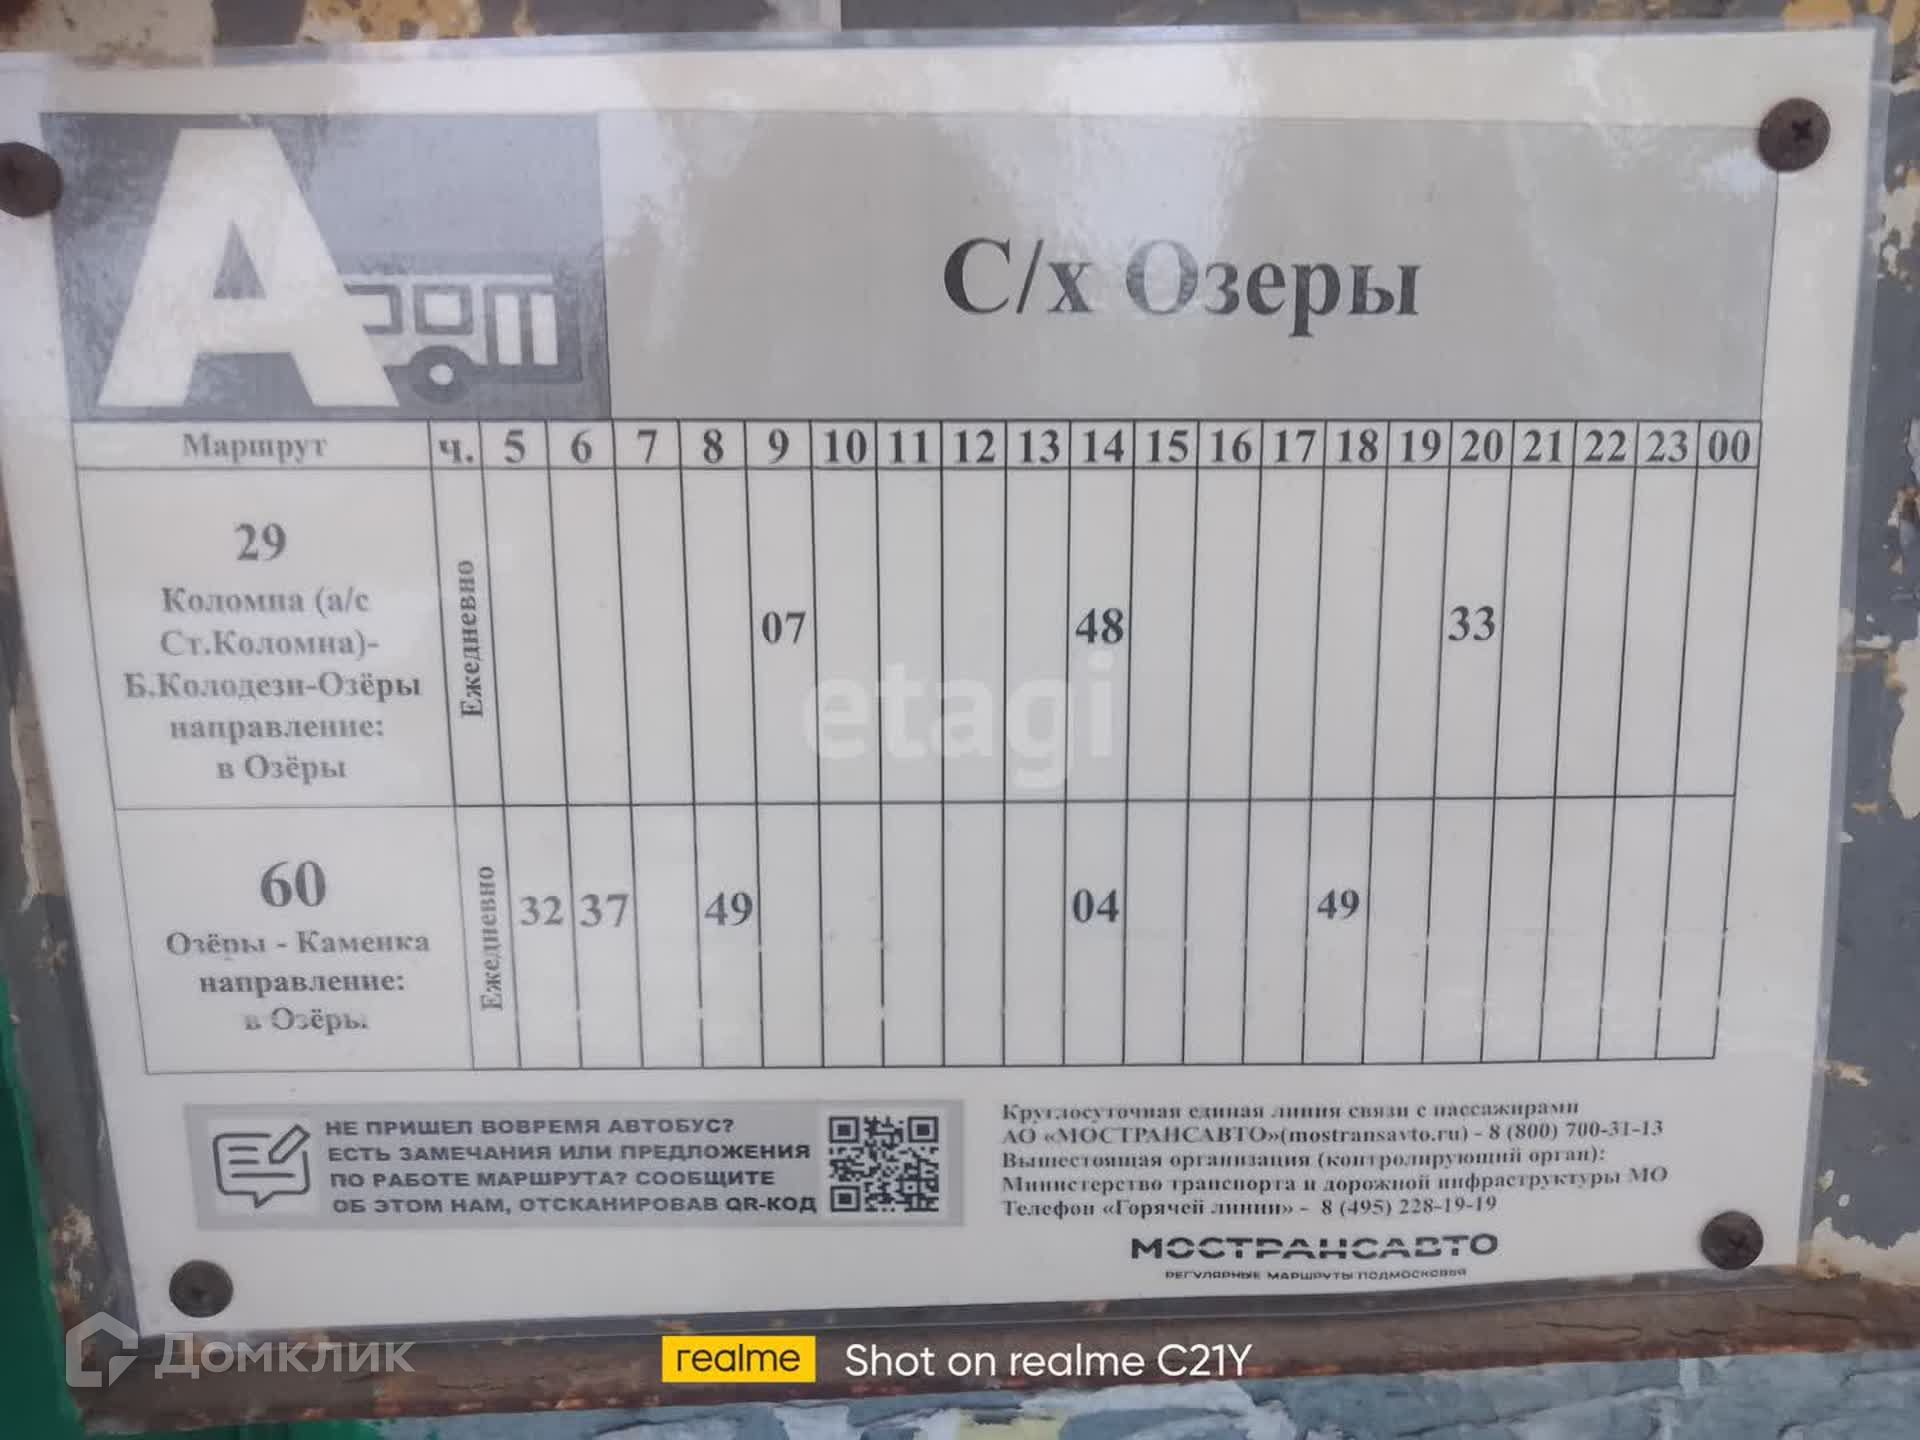 А
С/х Озеры
Маршрут ч. 5 6 7 8 9 10 11 12 13 14 15 16 17 18 19 20 21 22 23 00
29
Коломна (а/с
Ст.Коломна)-
Б.Колодези-Озёры
направление:
в Озёры
Ежедневно
07 48 33
60
Озёры - Каменка
направление:
в Озёры
Ежедневно
32 37 49 04 49
НЕ ПРИШЕЛ ВОВРЕМЯ АВТОБУС?
ЕСТЬ ЗАМЕЧАНИЯ ИЛИ ПРЕДЛОЖЕНИЯ
ПО РАБОТЕ МАРШРУТА? СООБЩИТЕ
ОБ ЭТОМ НАМ, ОТСКАНИРОВАВ QR-КОД
Круглосуточная единая линия связи с пассажирами
АО «МОСТРАНСАВТО»(mostransavto.ru) - 8 (800) 700-31-13
Вышестоящая организация (контролирующий орган):
Министерство транспорта и дорожной инфраструктуры МО
Телефон «Горячей линии» - 8 (495) 228-19-19
МОСТРАНСАВТО
РЕГУЛЯРНЫЕ МАРШРУТЫ ПОДМОСКОВЬЯ
etagi
Домклик
realme Shot on realme C21Y